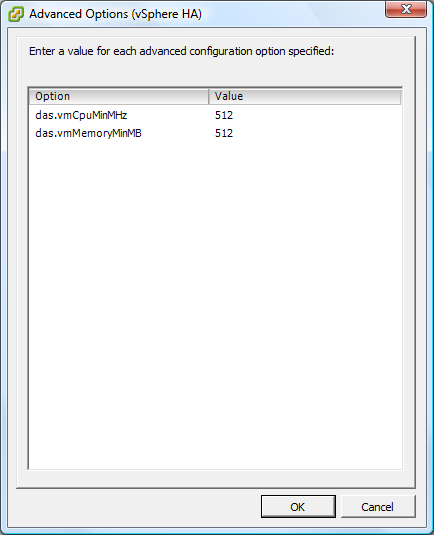 Advanced Options (vSphere HA)
Enter a value for each advanced configuration option specified:
Option Value
das.vmCpuMinMHz 512
das.vmMemoryMinMB 512
OK Cancel